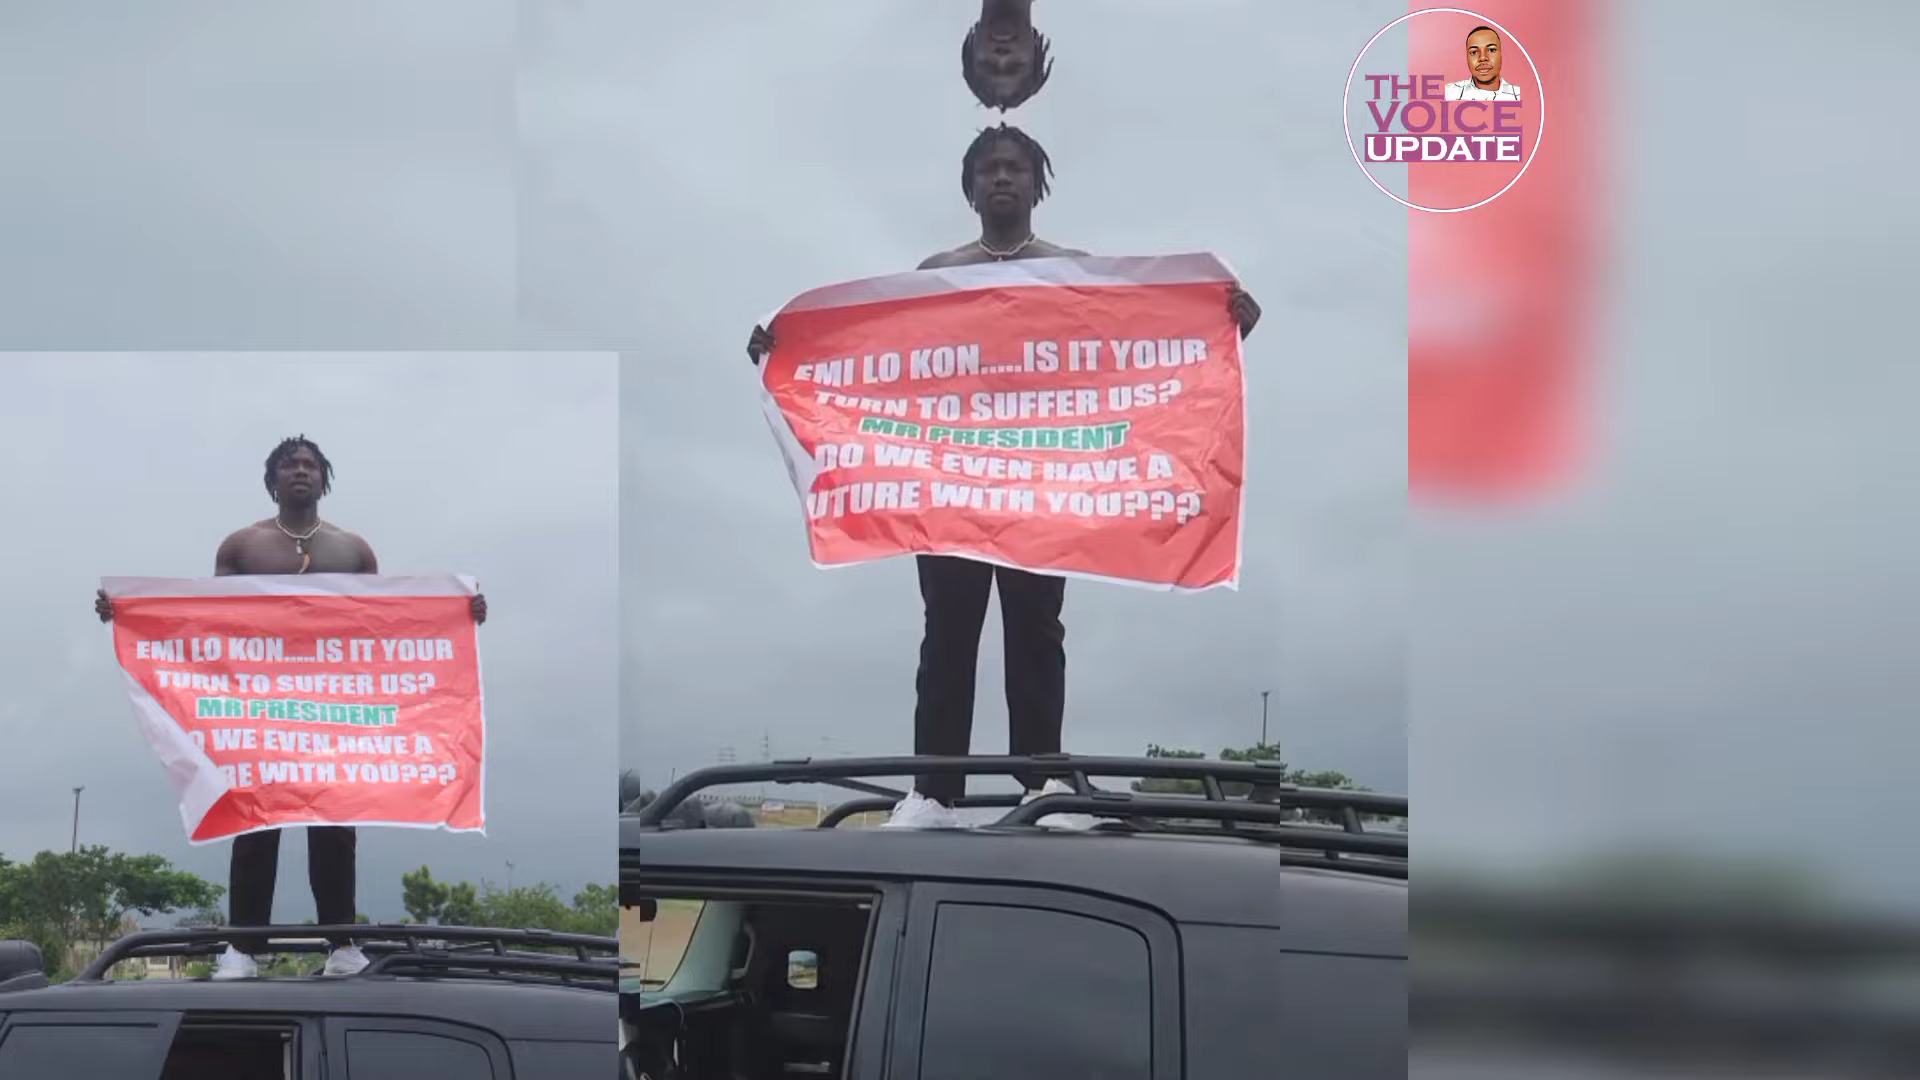 THE
VOICE
UPDATE
EMI LO KON.....IS IT YOUR
TURN TO SUFFER US?
MR PRESIDENT
DO WE EVEN HAVE A
UTURE WITH YOU???
EMI LO KON.....IS IT YOUR
TURN TO SUFFER US?
MR PRESIDENT
O WE EVEN HAVE A
RE WITH YOU???